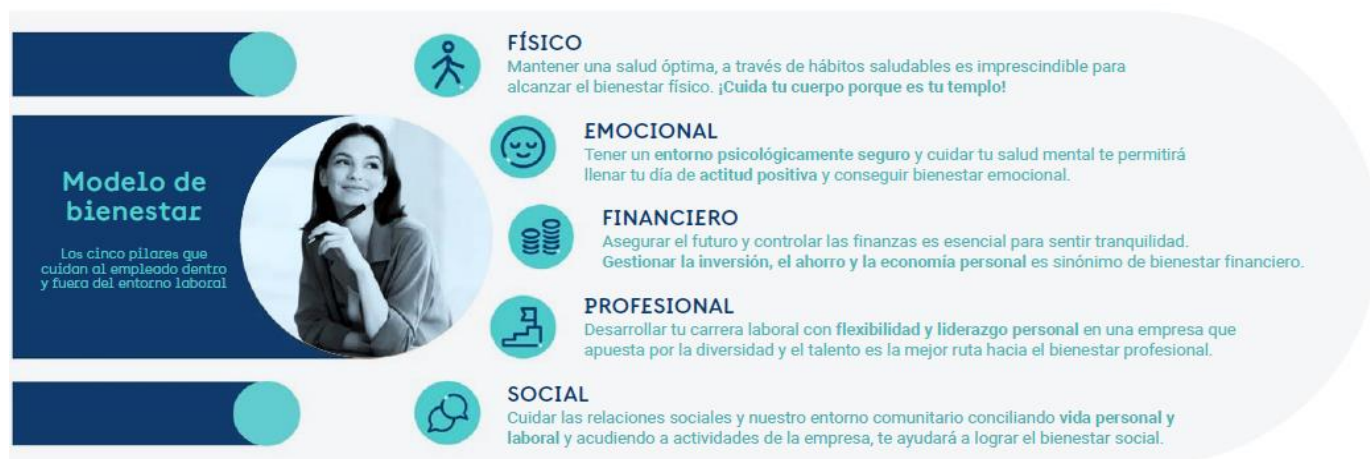 Modelo de
bienestar
Los cinco pilares que
cuidan al empleado dentro
y fuera del entorno laboral
FÍSICO
Mantener una salud óptima, a través de hábitos saludables es imprescindible para
alcanzar el bienestar físico. ¡Cuida tu cuerpo porque es tu templo!
EMOCIONAL
Tener un entorno psicológicamente seguro y cuidar tu salud mental te permitirá
llenar tu día de actitud positiva y conseguir bienestar emocional.
FINANCIERO
Asegurar el futuro y controlar las finanzas es esencial para sentir tranquilidad.
Gestionar la inversión, el ahorro y la economía personal es sinónimo de bienestar financiero.
PROFESIONAL
Desarrollar tu carrera laboral con flexibilidad y liderazgo personal en una empresa que
apuesta por la diversidad y el talento es la mejor ruta hacia el bienestar profesional.
SOCIAL
Cuidar las relaciones sociales y nuestro entorno comunitario conciliando vida personal y
laboral y acudiendo a actividades de la empresa, te ayudará a lograr el bienestar social.